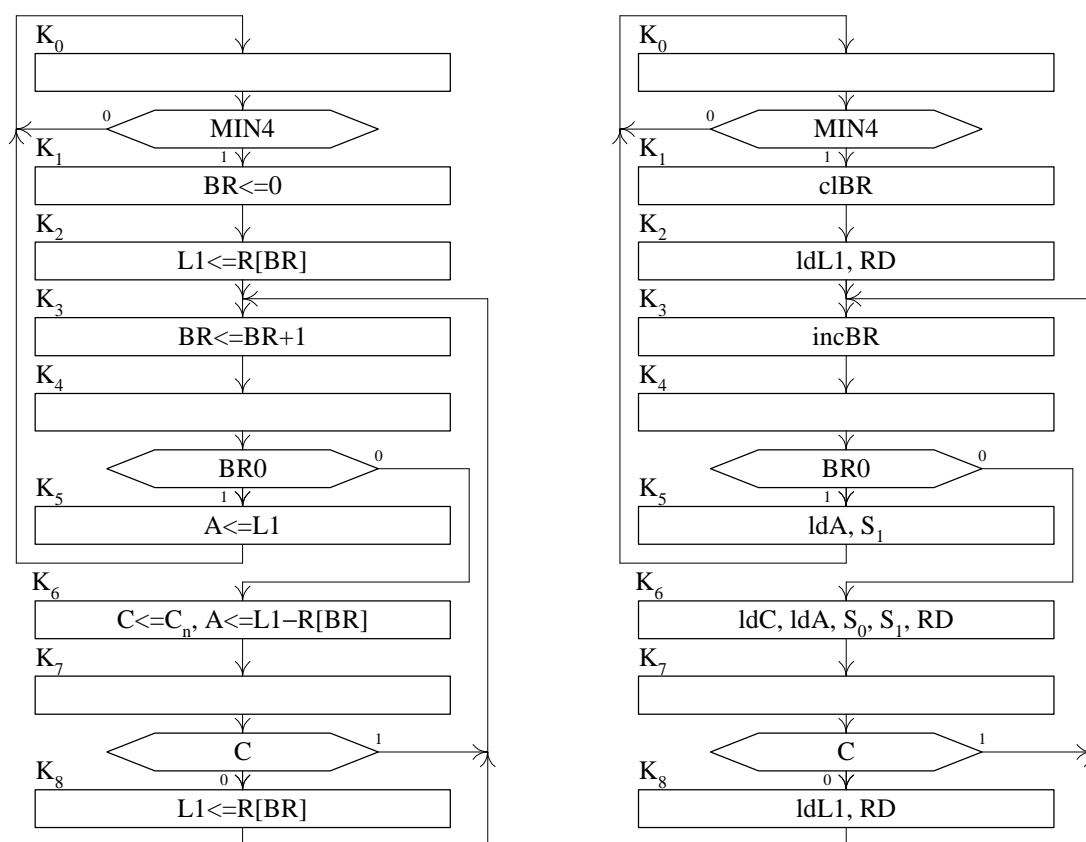 K₀
0
MIN4
K₁
1
BR<=0
K₂
L1<=R[BR]
K₃
BR<=BR+1
K₄
BR0
0
K₅
1
A<=L1
K₆
C<=Cₙ, A<=L1−R[BR]
K₇
C
1
K₈
0
L1<=R[BR]
K₀
0
MIN4
K₁
1
clBR
K₂
ldL1, RD
K₃
incBR
K₄
BR0
0
K₅
1
ldA, S₁
K₆
ldC, ldA, S₀, S₁, RD
K₇
C
1
K₈
0
ldL1, RD